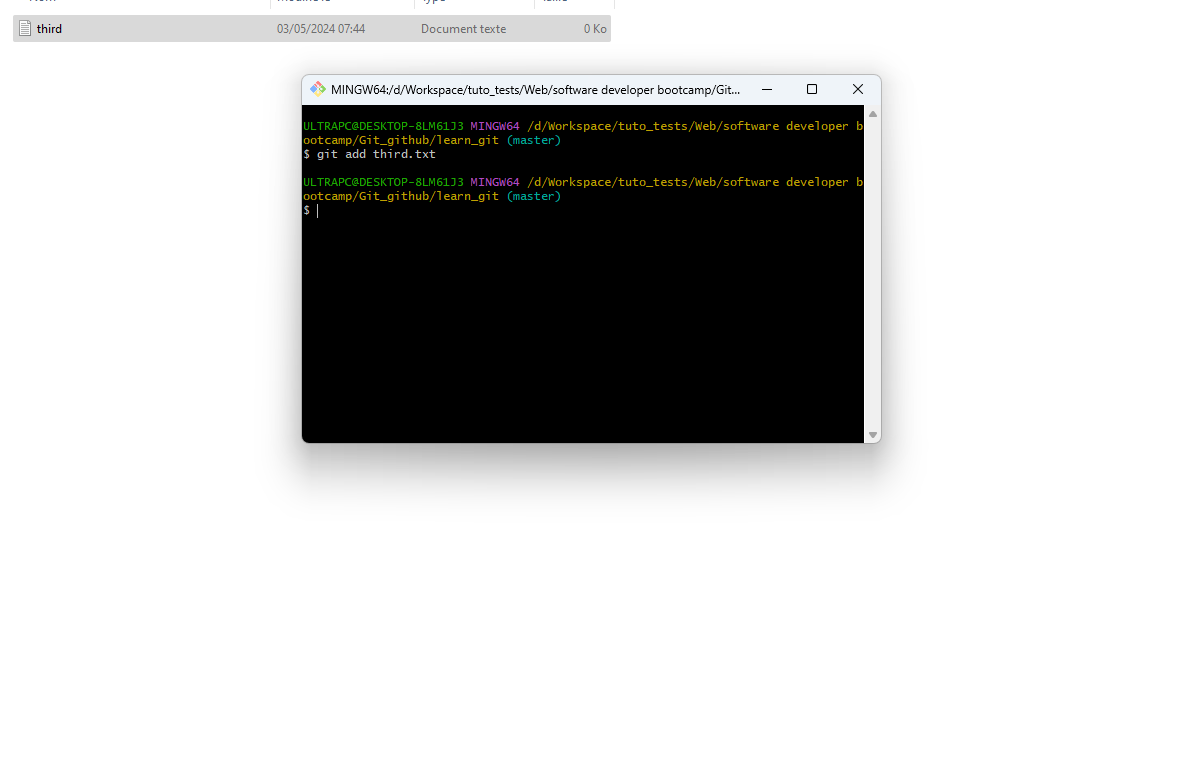 third 03/05/2024 07:44 Document texte 0 Ko
MINGW64:/d/Workspace/tuto_tests/Web/software developer bootcamp/Git...
ULTRAPC@DESKTOP-8LM61J3 MINGW64 /d/Workspace/tuto_tests/Web/software developer b
ootcamp/Git_github/learn_git (master)
$ git add third.txt
ULTRAPC@DESKTOP-8LM61J3 MINGW64 /d/Workspace/tuto_tests/Web/software developer b
ootcamp/Git_github/learn_git (master)
$